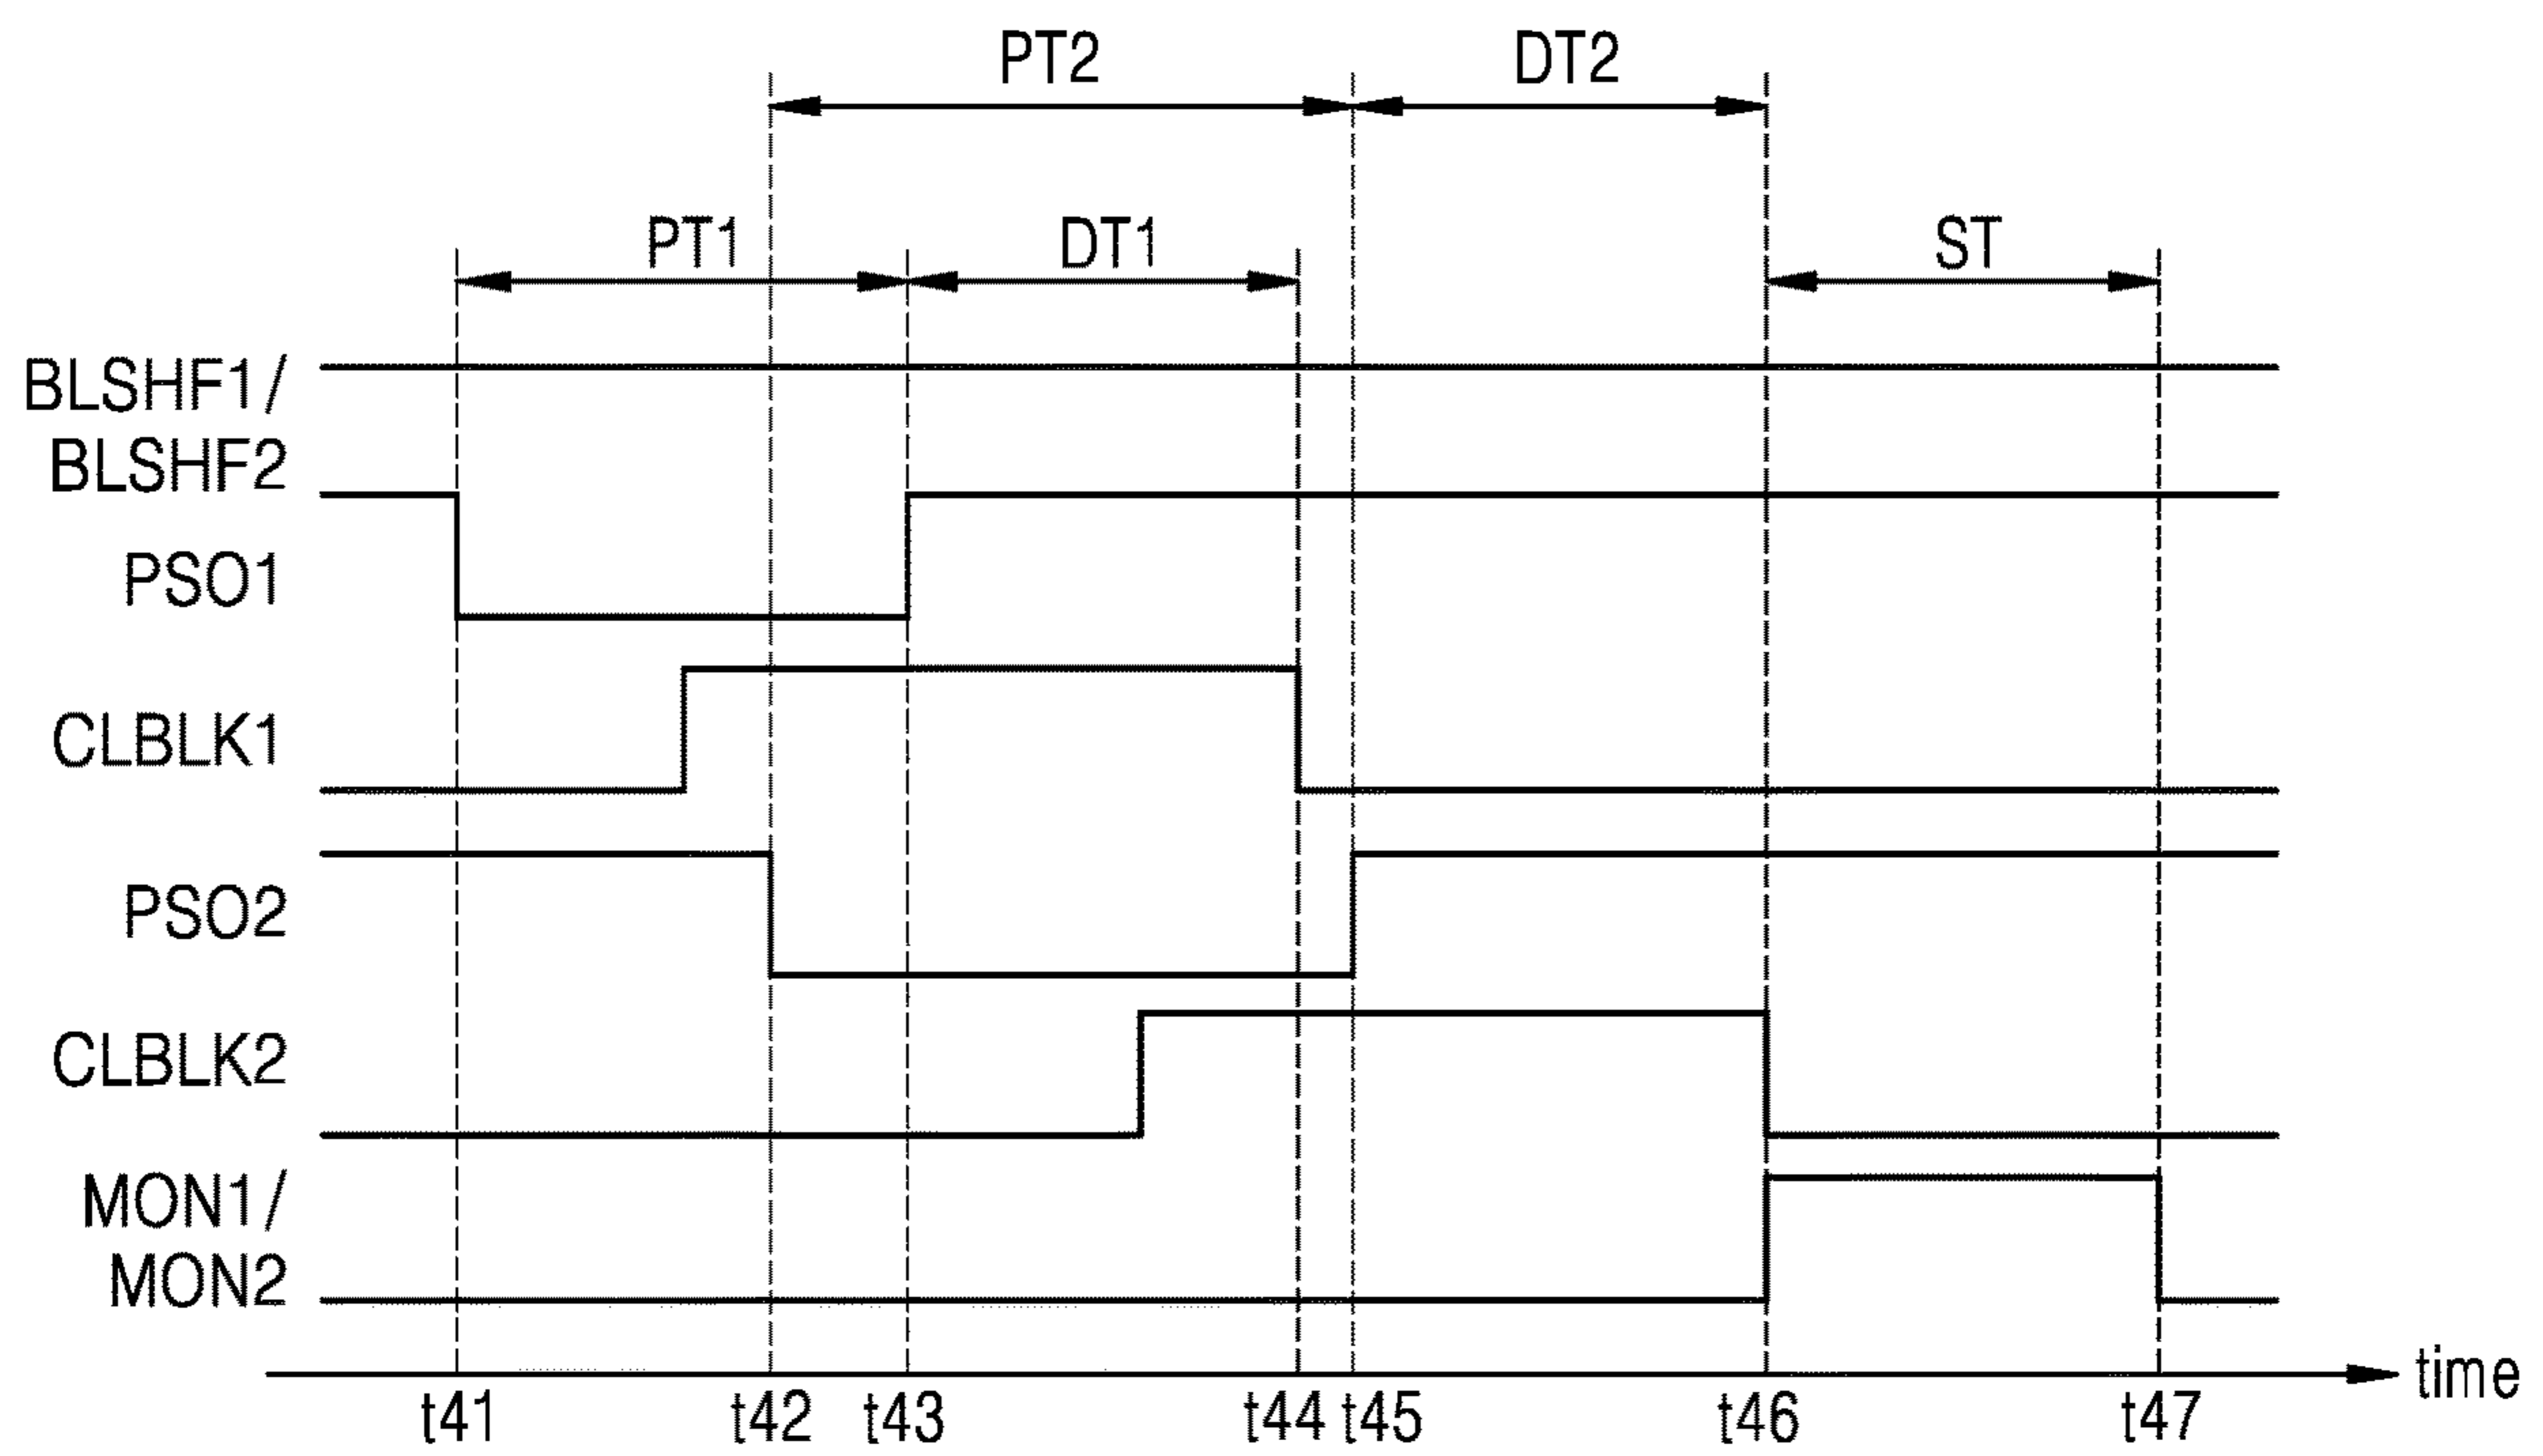 PT2 DT2
PT1 DT1 ST
BLSHF1/
BLSHF2
PSO1
CLBLK1
PSO2
CLBLK2
MON1/
MON2
time
t41 t42 t43 t44 t45 t46 t47